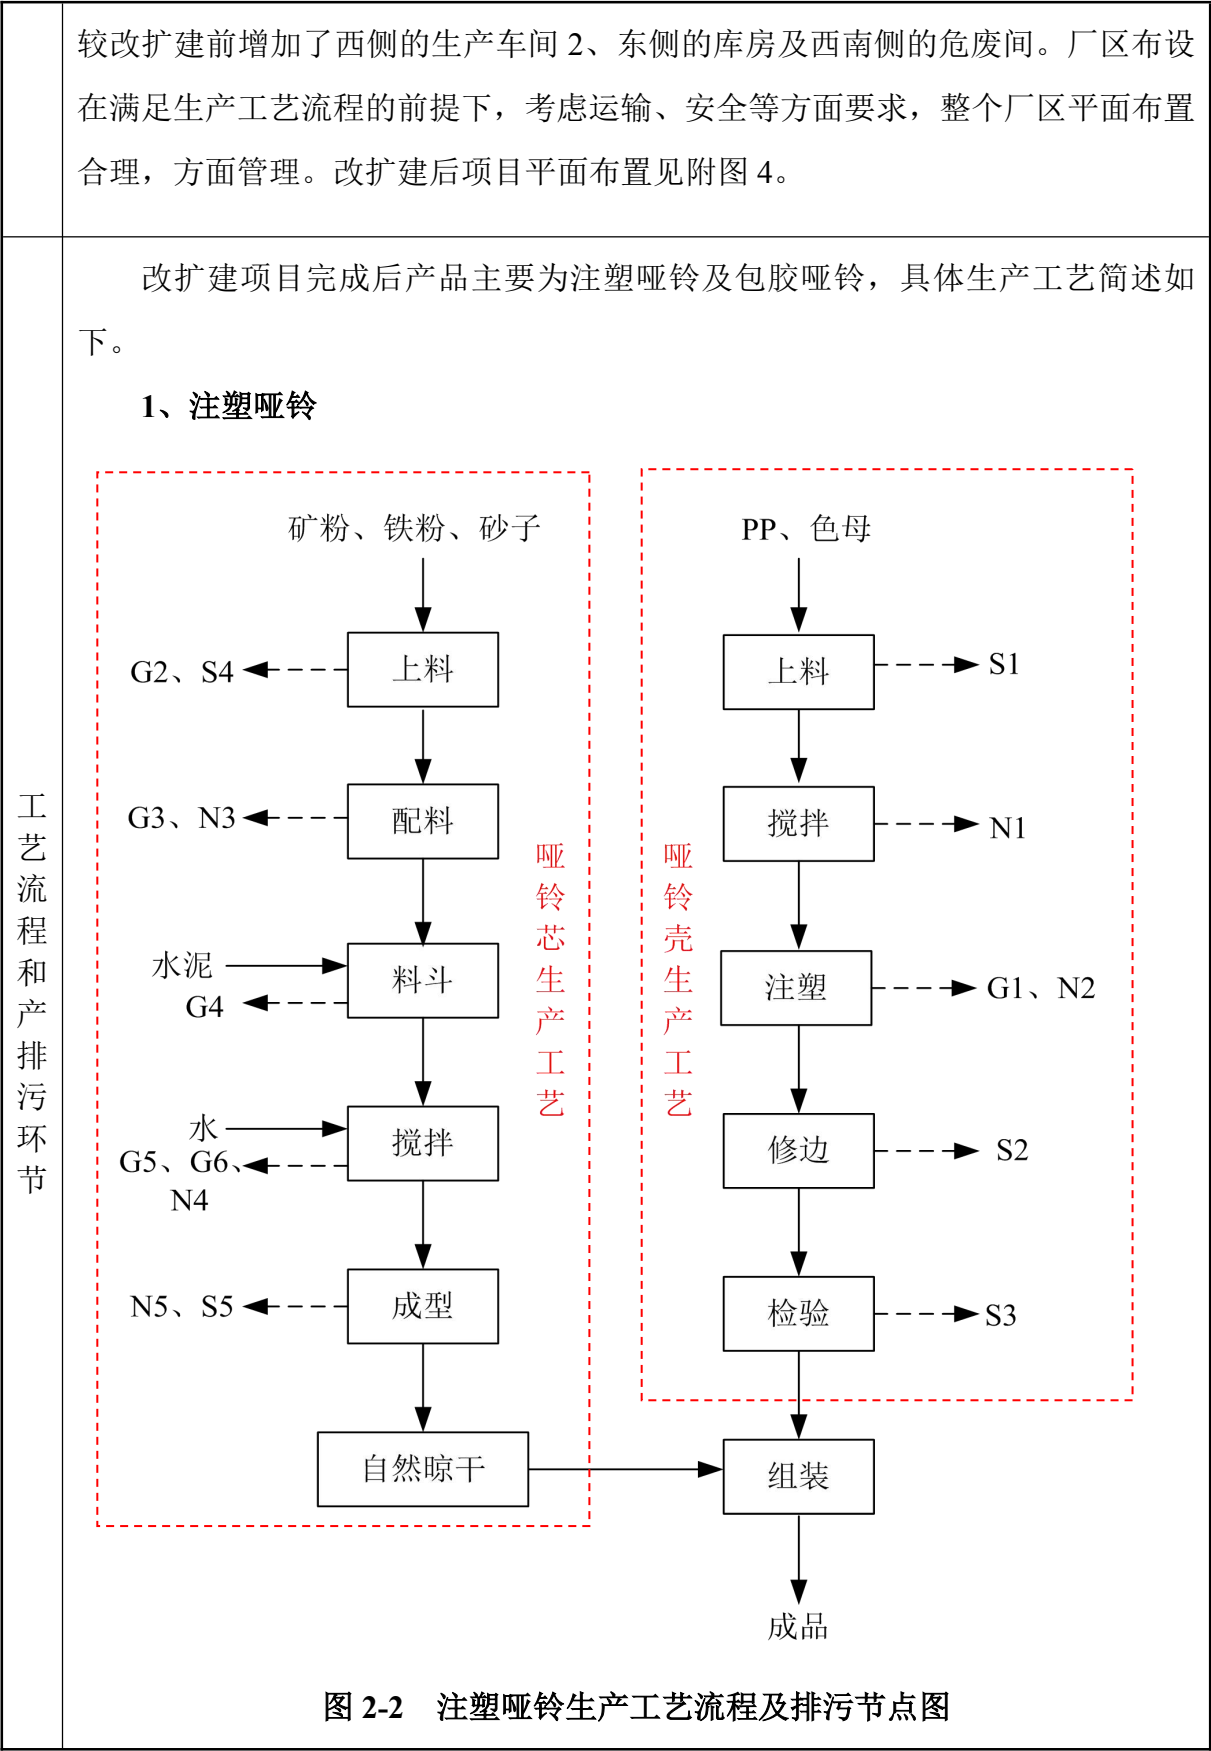 较改扩建前增加了西侧的生产车间 2、东侧的库房及西南侧的危废间。厂区布设
在满足生产工艺流程的前提下，考虑运输、安全等方面要求，整个厂区平面布置
合理，方面管理。改扩建后项目平面布置见附图 4。
工艺流程和产排污环节
改扩建项目完成后产品主要为注塑哑铃及包胶哑铃，具体生产工艺简述如
下。
1、注塑哑铃
矿粉、铁粉、砂子
上料
G2、S4
配料
G3、N3
水泥
料斗
G4
水
搅拌
G5、G6、
N4
成型
N5、S5
自然晾干
哑铃芯生产工艺
PP、色母
上料
S1
搅拌
N1
注塑
G1、N2
修边
S2
检验
S3
哑铃壳生产工艺
组装
成品
图 2-2 注塑哑铃生产工艺流程及排污节点图